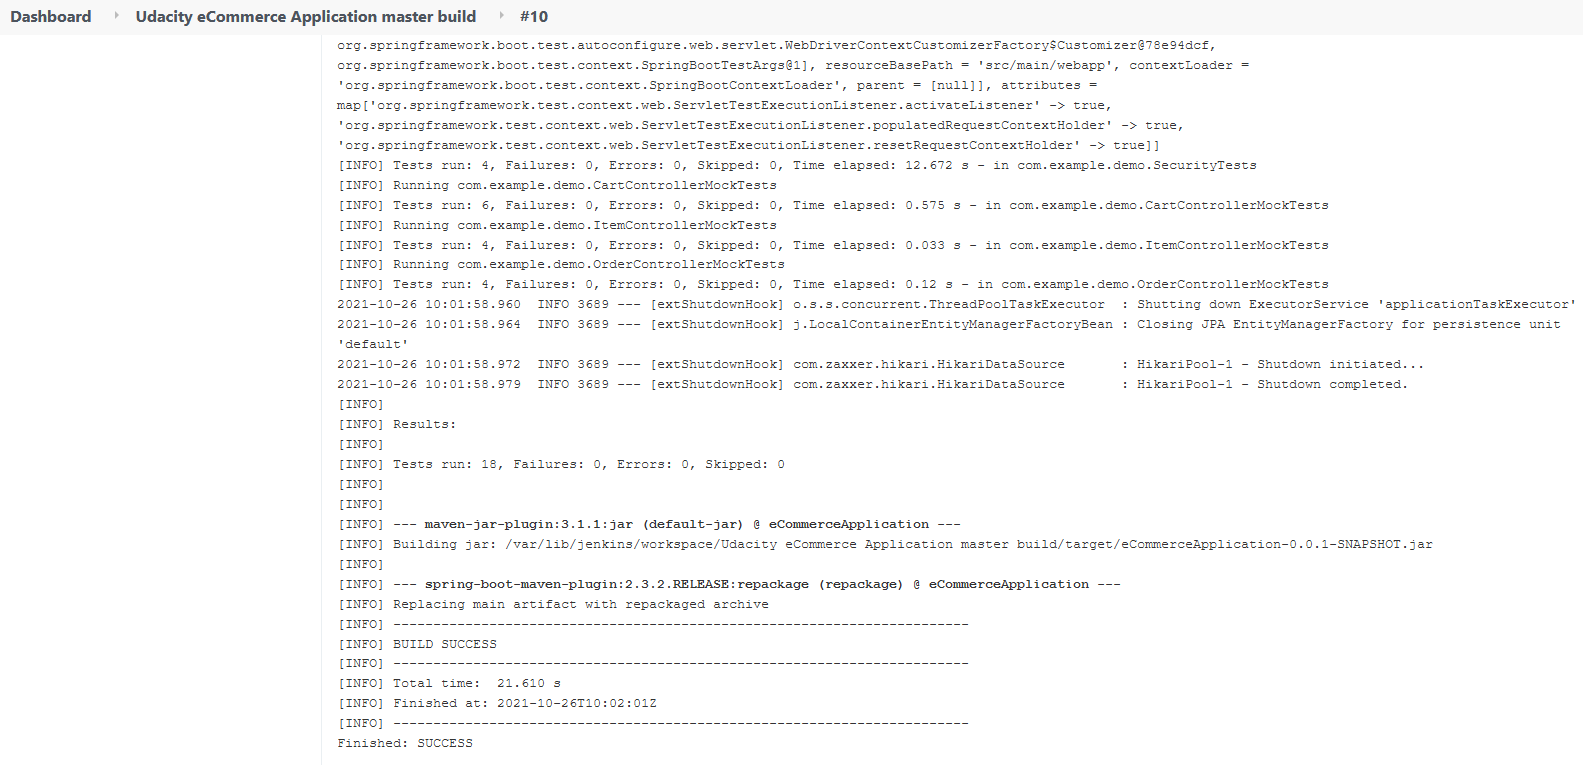 Dashboard › Udacity eCommerce Application master build › #10
org.springframework.boot.test.autoconfigure.web.servlet.WebDriverContextCustomizerFactory$Customizer@78e94dcf,
org.springframework.boot.test.context.SpringBootTestArgs@1], resourceBasePath = 'src/main/webapp', contextLoader =
'org.springframework.boot.test.context.SpringBootContextLoader', parent = [null]], attributes =
map['org.springframework.test.context.web.ServletTestExecutionListener.activateListener' -> true,
'org.springframework.test.context.web.ServletTestExecutionListener.populatedRequestContextHolder' -> true,
'org.springframework.test.context.web.ServletTestExecutionListener.resetRequestContextHolder' -> true]]
[INFO] Tests run: 4, Failures: 0, Errors: 0, Skipped: 0, Time elapsed: 12.672 s - in com.example.demo.SecurityTests
[INFO] Running com.example.demo.CartControllerMockTests
[INFO] Tests run: 6, Failures: 0, Errors: 0, Skipped: 0, Time elapsed: 0.575 s - in com.example.demo.CartControllerMockTests
[INFO] Running com.example.demo.ItemControllerMockTests
[INFO] Tests run: 4, Failures: 0, Errors: 0, Skipped: 0, Time elapsed: 0.033 s - in com.example.demo.ItemControllerMockTests
[INFO] Running com.example.demo.OrderControllerMockTests
[INFO] Tests run: 4, Failures: 0, Errors: 0, Skipped: 0, Time elapsed: 0.12 s - in com.example.demo.OrderControllerMockTests
2021-10-26 10:01:58.960  INFO 3689 --- [extShutdownHook] o.s.s.concurrent.ThreadPoolTaskExecutor  : Shutting down ExecutorService 'applicationTaskExecutor'
2021-10-26 10:01:58.964  INFO 3689 --- [extShutdownHook] j.LocalContainerEntityManagerFactoryBean : Closing JPA EntityManagerFactory for persistence unit
'default'
2021-10-26 10:01:58.972  INFO 3689 --- [extShutdownHook] com.zaxxer.hikari.HikariDataSource       : HikariPool-1 - Shutdown initiated...
2021-10-26 10:01:58.979  INFO 3689 --- [extShutdownHook] com.zaxxer.hikari.HikariDataSource       : HikariPool-1 - Shutdown completed.
[INFO]
[INFO] Results:
[INFO]
[INFO] Tests run: 18, Failures: 0, Errors: 0, Skipped: 0
[INFO]
[INFO]
[INFO] --- maven-jar-plugin:3.1.1:jar (default-jar) @ eCommerceApplication ---
[INFO] Building jar: /var/lib/jenkins/workspace/Udacity eCommerce Application master build/target/eCommerceApplication-0.0.1-SNAPSHOT.jar
[INFO]
[INFO] --- spring-boot-maven-plugin:2.3.2.RELEASE:repackage (repackage) @ eCommerceApplication ---
[INFO] Replacing main artifact with repackaged archive
[INFO] ------------------------------------------------------------------------
[INFO] BUILD SUCCESS
[INFO] ------------------------------------------------------------------------
[INFO] Total time:  21.610 s
[INFO] Finished at: 2021-10-26T10:02:01Z
[INFO] ------------------------------------------------------------------------
Finished: SUCCESS